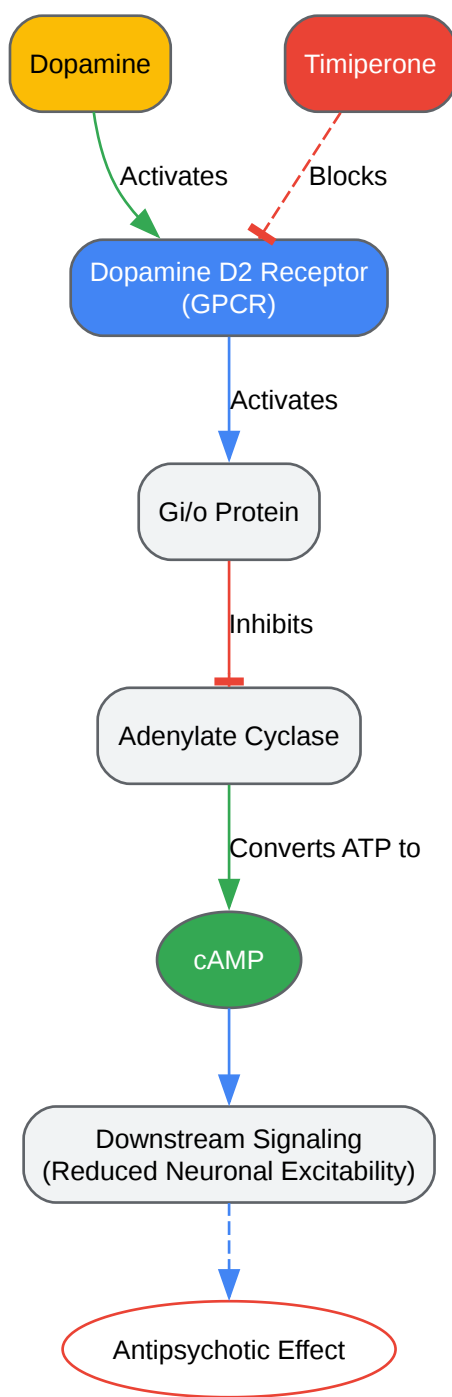 Dopamine
Timiperone
Activates
Blocks
Dopamine D2 Receptor
(GPCR)
Activates
Gi/o Protein
Inhibits
Adenylate Cyclase
Converts ATP to
cAMP
Downstream Signaling
(Reduced Neuronal Excitability)
Antipsychotic Effect